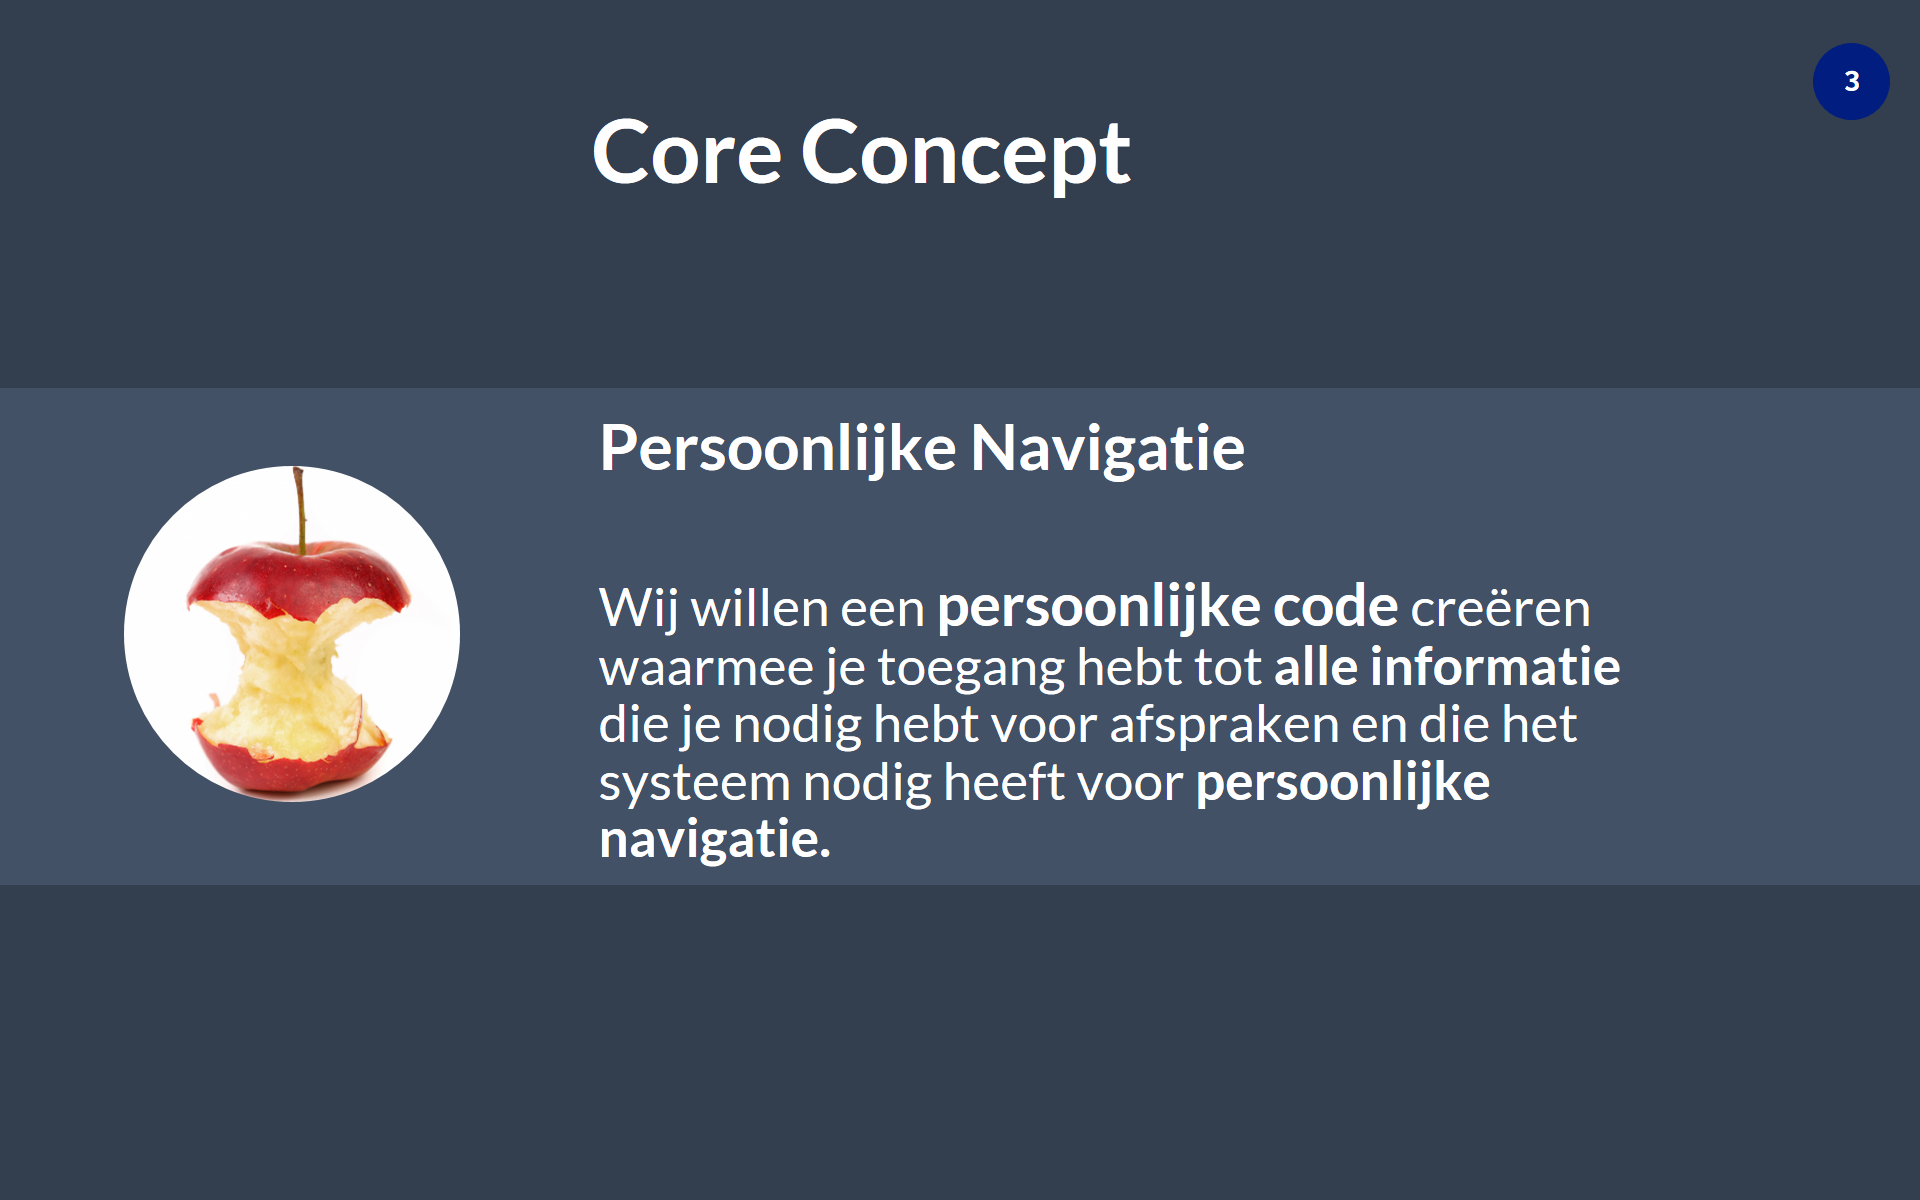 3
Core Concept
Persoonlijke Navigatie
Wij willen een persoonlijke code creëren
waarmee je toegang hebt tot alle informatie
die je nodig hebt voor afspraken en die het
systeem nodig heeft voor persoonlijke
navigatie.